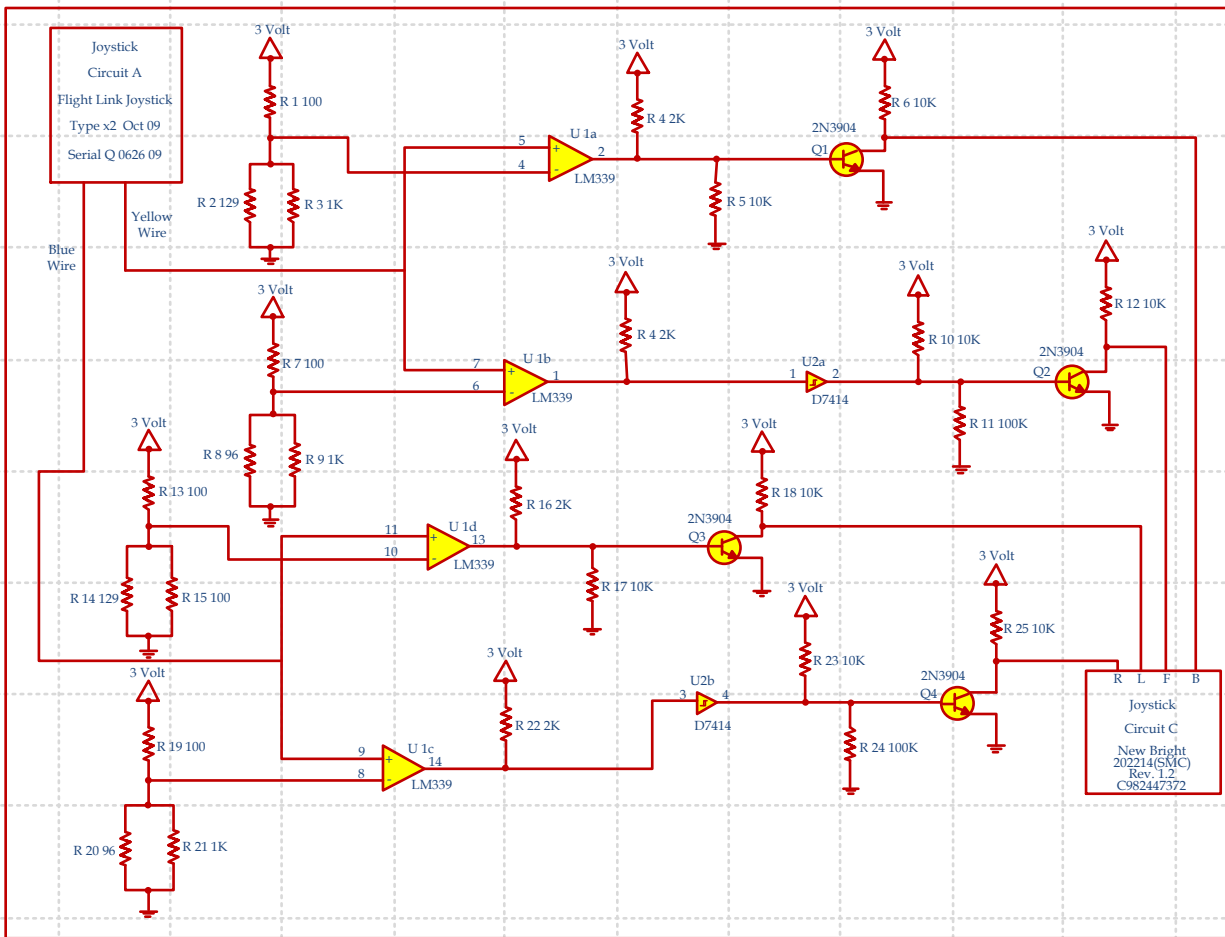 Joystick
Circuit A
Flight Link Joystick
Type x2 Oct 09
Serial Q 0626 09
Blue
Wire
Yellow
Wire
3 Volt
R 1 100
R 2 129
R 3 1K
5
4
U 1a
+
-
2
LM339
3 Volt
R 4 2K
R 5 10K
2N3904
Q1
3 Volt
R 6 10K
3 Volt
R 7 100
R 8 96
R 9 1K
7
6
U 1b
+
-
1
LM339
3 Volt
R 4 2K
U2a
1
2
D7414
3 Volt
R 10 10K
R 11 100K
2N3904
Q2
3 Volt
R 12 10K
3 Volt
R 13 100
R 14 129
R 15 100
11
10
U 1d
+
-
13
LM339
3 Volt
R 16 2K
R 17 10K
2N3904
Q3
3 Volt
R 18 10K
3 Volt
R 19 100
R 20 96
R 21 1K
9
8
U 1c
+
-
14
LM339
3 Volt
R 22 2K
U2b
3
4
D7414
3 Volt
R 23 10K
R 24 100K
2N3904
Q4
3 Volt
R 25 10K
R L F B
Joystick
Circuit C
New Bright
202214(SMC)
Rev. 1.2
C982447372